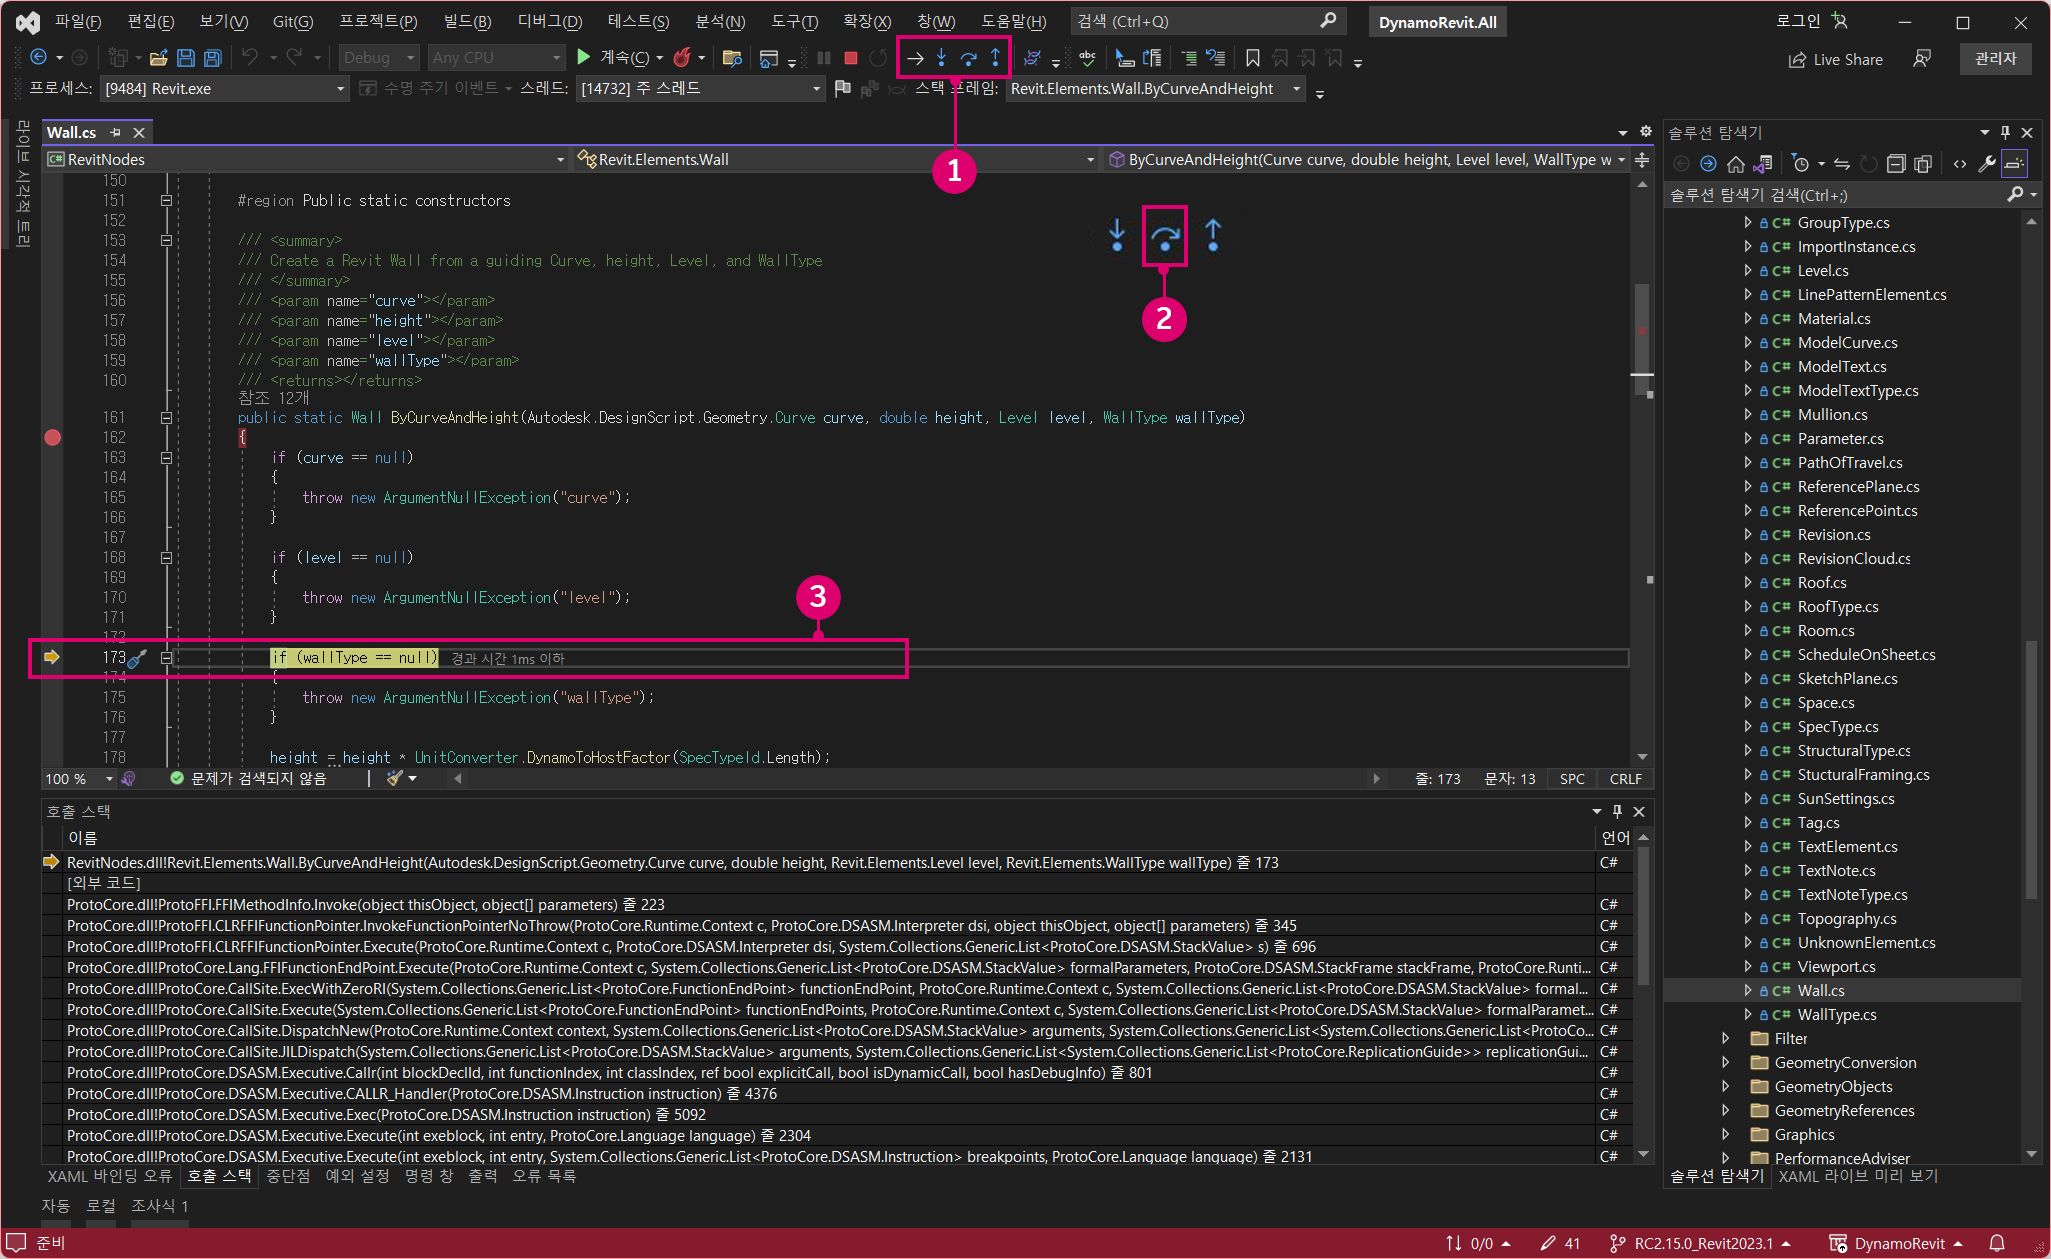 파일(F) 편집(E) 보기(V) Git(G) 프로젝트(P) 빌드(B) 디버그(D) 테스트(S) 분석(N) 도구(T) 확장(X) 창(W) 도움말(H) 검색 (Ctrl+Q) DynamoRevit.All 로그인
Debug Any CPU 계속(C) abc Live Share 관리자
프로세스: [9484] Revit.exe 수명 주기 이벤트 스레드: [14732] 주 스레드 스택 프레임: Revit.Elements.Wall.ByCurveAndHeight
라이브 시각적 트리
Wall.cs
RevitNodes Revit.Elements.Wall ByCurveAndHeight(Curve curve, double height, Level level, WallType w
1
2
3
150
151 #region Public static constructors
152
153 /// <summary>
154 /// Create a Revit Wall from a guiding Curve, height, Level, and WallType
155 /// </summary>
156 /// <param name="curve"></param>
157 /// <param name="height"></param>
158 /// <param name="level"></param>
159 /// <param name="wallType"></param>
160 /// <returns></returns>
참조 12개
161 public static Wall ByCurveAndHeight(Autodesk.DesignScript.Geometry.Curve curve, double height, Level level, WallType wallType)
162 {
163 if (curve == null)
164 {
165 throw new ArgumentNullException("curve");
166 }
167
168 if (level == null)
169 {
170 throw new ArgumentNullException("level");
171 }
172
173 if (wallType == null) 경과 시간 1ms 이하
174 {
175 throw new ArgumentNullException("wallType");
176 }
177
178 height = height * UnitConverter.DynamoToHostFactor(SpecTypeId.Length);
100 % 문제가 검색되지 않음 줄: 173 문자: 13 SPC CRLF
호출 스택
이름 언어
RevitNodes.dll!Revit.Elements.Wall.ByCurveAndHeight(Autodesk.DesignScript.Geometry.Curve curve, double height, Revit.Elements.Level level, Revit.Elements.WallType wallType) 줄 173 C#
[외부 코드]
ProtoCore.dll!ProtoFFI.FFIMethodInfo.Invoke(object thisObject, object[] parameters) 줄 223 C#
ProtoCore.dll!ProtoFFI.CLRFFIFunctionPointer.InvokeFunctionPointerNoThrow(ProtoCore.Runtime.Context c, ProtoCore.DSASM.Interpreter dsi, object thisObject, object[] parameters) 줄 345 C#
ProtoCore.dll!ProtoFFI.CLRFFIFunctionPointer.Execute(ProtoCore.Runtime.Context c, ProtoCore.DSASM.Interpreter dsi, System.Collections.Generic.List<ProtoCore.DSASM.StackValue> s) 줄 696 C#
ProtoCore.dll!ProtoCore.Lang.FFIFunctionEndPoint.Execute(ProtoCore.Runtime.Context c, System.Collections.Generic.List<ProtoCore.DSASM.StackValue> formalParameters, ProtoCore.DSASM.StackFrame stackFrame, ProtoCore.Runti... C#
ProtoCore.dll!ProtoCore.CallSite.ExecWithZeroRI(System.Collections.Generic.List<ProtoCore.FunctionEndPoint> functionEndPoint, ProtoCore.Runtime.Context c, System.Collections.Generic.List<ProtoCore.DSASM.StackValue> formal... C#
ProtoCore.dll!ProtoCore.CallSite.Execute(System.Collections.Generic.List<ProtoCore.FunctionEndPoint> functionEndPoints, ProtoCore.Runtime.Context c, System.Collections.Generic.List<ProtoCore.DSASM.StackValue> formalParamet... C#
ProtoCore.dll!ProtoCore.CallSite.DispatchNew(ProtoCore.Runtime.Context context, System.Collections.Generic.List<ProtoCore.DSASM.StackValue> arguments, System.Collections.Generic.List<System.Collections.Generic.List<ProtoCo... C#
ProtoCore.dll!ProtoCore.CallSite.JILDispatch(System.Collections.Generic.List<ProtoCore.DSASM.StackValue> arguments, System.Collections.Generic.List<System.Collections.Generic.List<ProtoCore.ReplicationGuide>> replicationGui... C#
ProtoCore.dll!ProtoCore.DSASM.Executive.Callr(int blockDeclId, int functionIndex, int classIndex, ref bool explicitCall, bool isDynamicCall, bool hasDebugInfo) 줄 801 C#
ProtoCore.dll!ProtoCore.DSASM.Executive.CALLR_Handler(ProtoCore.DSASM.Instruction instruction) 줄 4376 C#
ProtoCore.dll!ProtoCore.DSASM.Executive.Exec(ProtoCore.DSASM.Instruction instruction) 줄 5092 C#
ProtoCore.dll!ProtoCore.DSASM.Executive.Execute(int exeblock, int entry, ProtoCore.Language language) 줄 2304 C#
ProtoCore.dll!ProtoCore.DSASM.Executive.Execute(int exeblock, int entry, System.Collections.Generic.List<ProtoCore.DSASM.Instruction> breakpoints, ProtoCore.Language language) 줄 2131 C#
XAML 바인딩 오류 호출 스택 중단점 예외 설정 명령 창 출력 오류 목록
자동 로컬 조사식 1
솔루션 탐색기
솔루션 탐색기 검색(Ctrl+;)
C# GroupType.cs
C# ImportInstance.cs
C# Level.cs
C# LinePatternElement.cs
C# Material.cs
C# ModelCurve.cs
C# ModelText.cs
C# ModelTextType.cs
C# Mullion.cs
C# Parameter.cs
C# PathOfTravel.cs
C# ReferencePlane.cs
C# ReferencePoint.cs
C# Revision.cs
C# RevisionCloud.cs
C# Roof.cs
C# RoofType.cs
C# Room.cs
C# ScheduleOnSheet.cs
C# SketchPlane.cs
C# Space.cs
C# SpecType.cs
C# StructuralType.cs
C# StucturalFraming.cs
C# SunSettings.cs
C# Tag.cs
C# TextElement.cs
C# TextNote.cs
C# TextNoteType.cs
C# Topography.cs
C# UnknownElement.cs
C# Viewport.cs
C# Wall.cs
C# WallType.cs
Filter
GeometryConversion
GeometryObjects
GeometryReferences
Graphics
PerformanceAdviser
솔루션 탐색기 XAML 라이브 미리 보기
준비 0/0 41 RC2.15.0_Revit2023.1 DynamoRevit